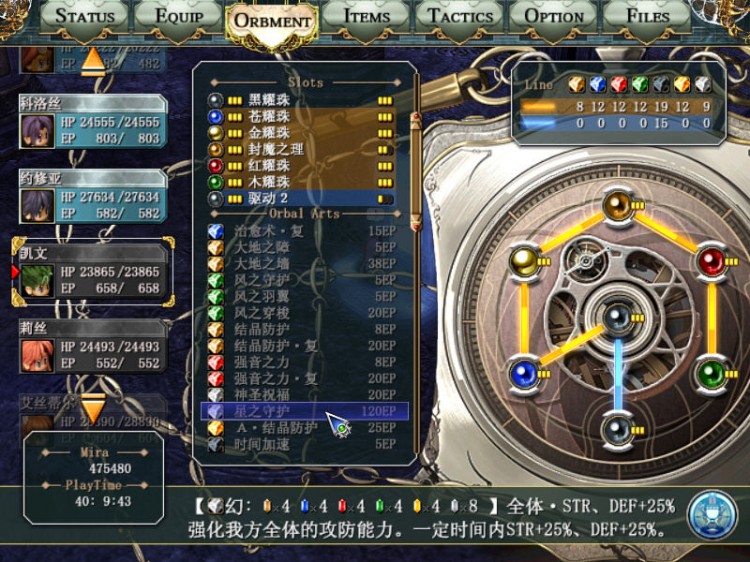 STATUS EQUIP ORBMENT ITEMS TACTICS OPTION FILES
EP 482
科洛丝
HP 24555/24555
EP 803/ 803
约修亚
HP 27634/27634
EP 582/ 582
凯文
HP 23865/23865
EP 658/ 658
莉丝
HP 24493/24493
EP 552/ 552
艾丝蒂尔
Mira
475480
PlayTime
40: 9:43
Slots
黑耀珠
苍耀珠
金耀珠
封魔之理
红耀珠
木耀珠
驱动 2
Orbal Arts
治愈术·复 15EP
大地之障 5EP
大地之墙 38EP
风之守护 5EP
风之羽翼 5EP
风之穿梭 20EP
结晶防护 8EP
结晶防护·复 20EP
强音之力 8EP
强音之力·复 20EP
神圣祝福 20EP
星之守护 120EP
A·结晶防护 25EP
时间加速 5EP
Line
8 12 12 12 19 12 9
0 0 0 0 15 0 0
【幻: ×4 ×4 ×4 ×4 ×4 ×8 】全体·STR、DEF+25%
强化我方全体的攻防能力。一定时间内STR+25%、DEF+25%。